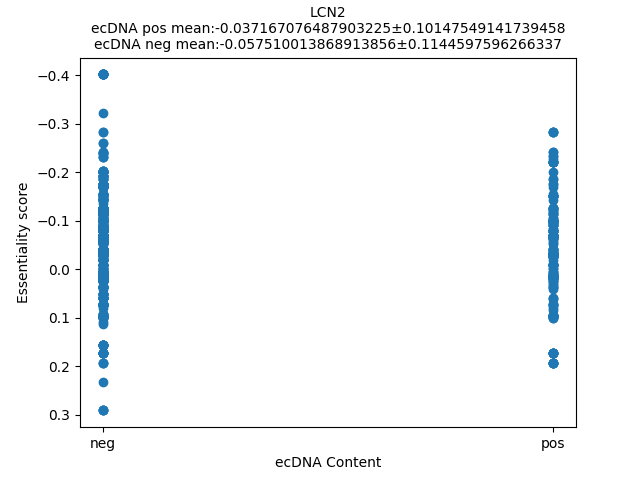 LCN2
ecDNA pos mean:-0.037167076487903225±0.10147549141739458
ecDNA neg mean:-0.057510013868913856±0.1144597596266337
−0.4
−0.3
−0.2
−0.1
0.0
0.1
0.2
0.3
Essentiality score
neg
pos
ecDNA Content